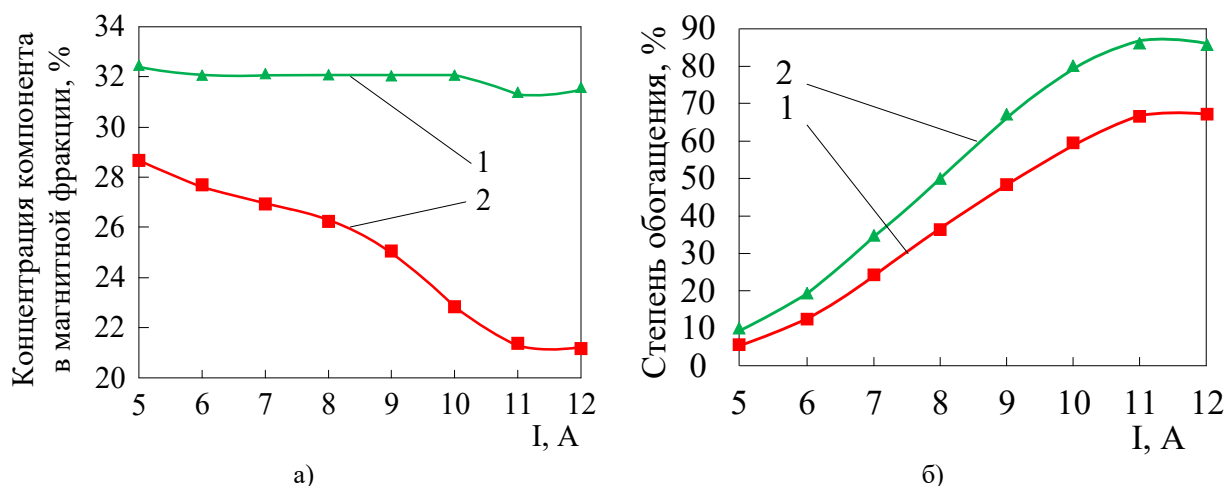 Концентрация компонента
в магнитной фракции, %
34
32
30
28
26
24
22
20
1
2
5 6 7 8 9 10 11 12
I, А
а)
Степень обогащения, %
90
80
70
60
50
40
30
20
10
0
2
1
5 6 7 8 9 10 11 12
I, А
б)